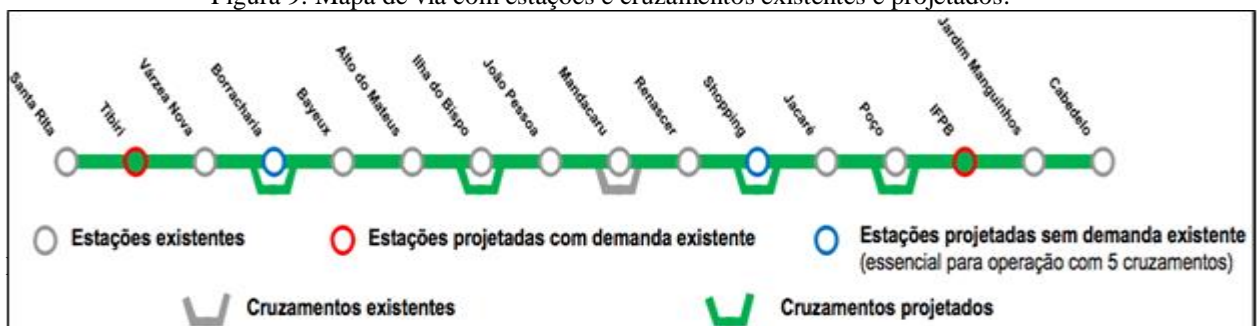 Figura 9: Mapa de via com estações e cruzamentos existentes e projetados.
Santa Rita
Tibiri
Várzea Nova
Borracharia
Bayeux
Alto do Mateus
Ilha do Bispo
João Pessoa
Mandacaru
Renascer
Shopping
Jacaré
Poço
IFPB
Jardim Manguinhos
Cabedelo
Estações existentes
Estações projetadas com demanda existente
Estações projetadas sem demanda existente
(essencial para operação com 5 cruzamentos)
Cruzamentos existentes
Cruzamentos projetados